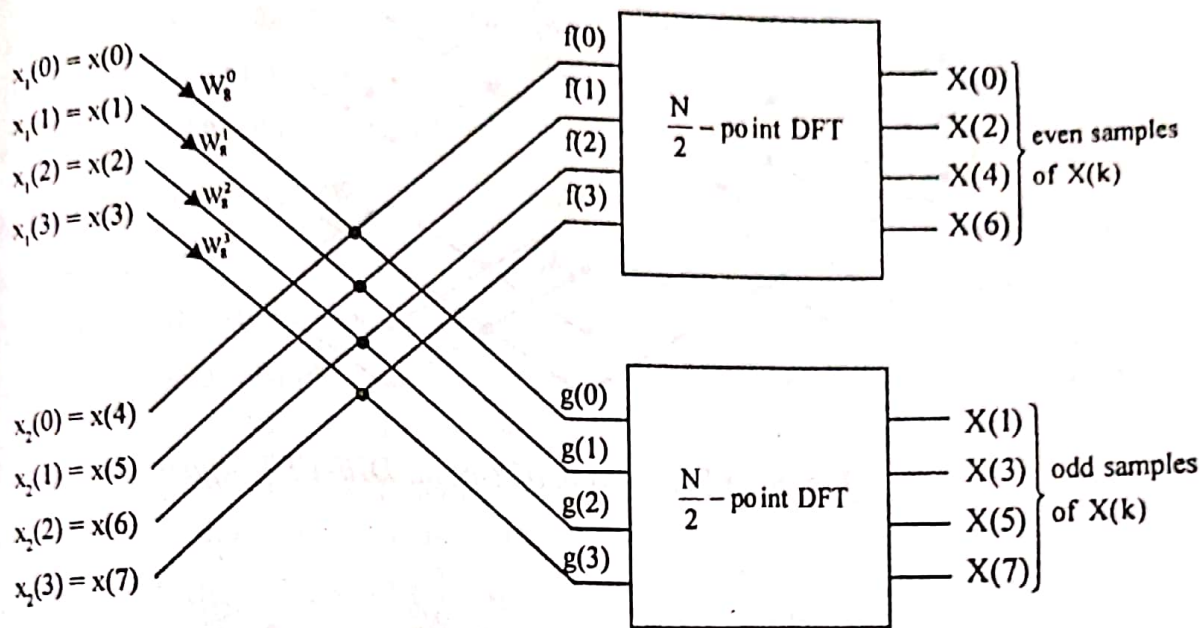 x₁(0) = x(0)
x₁(1) = x(1)
x₁(2) = x(2)
x₁(3) = x(3)
W₈⁰
W₈¹
W₈²
W₈³
x₂(0) = x(4)
x₂(1) = x(5)
x₂(2) = x(6)
x₂(3) = x(7)
f(0)
f(1)
f(2)
f(3)
N/2 – point DFT
X(0)
X(2)
X(4)
X(6)
even samples
of X(k)
g(0)
g(1)
g(2)
g(3)
N/2 – point DFT
X(1)
X(3)
X(5)
X(7)
odd samples
of X(k)